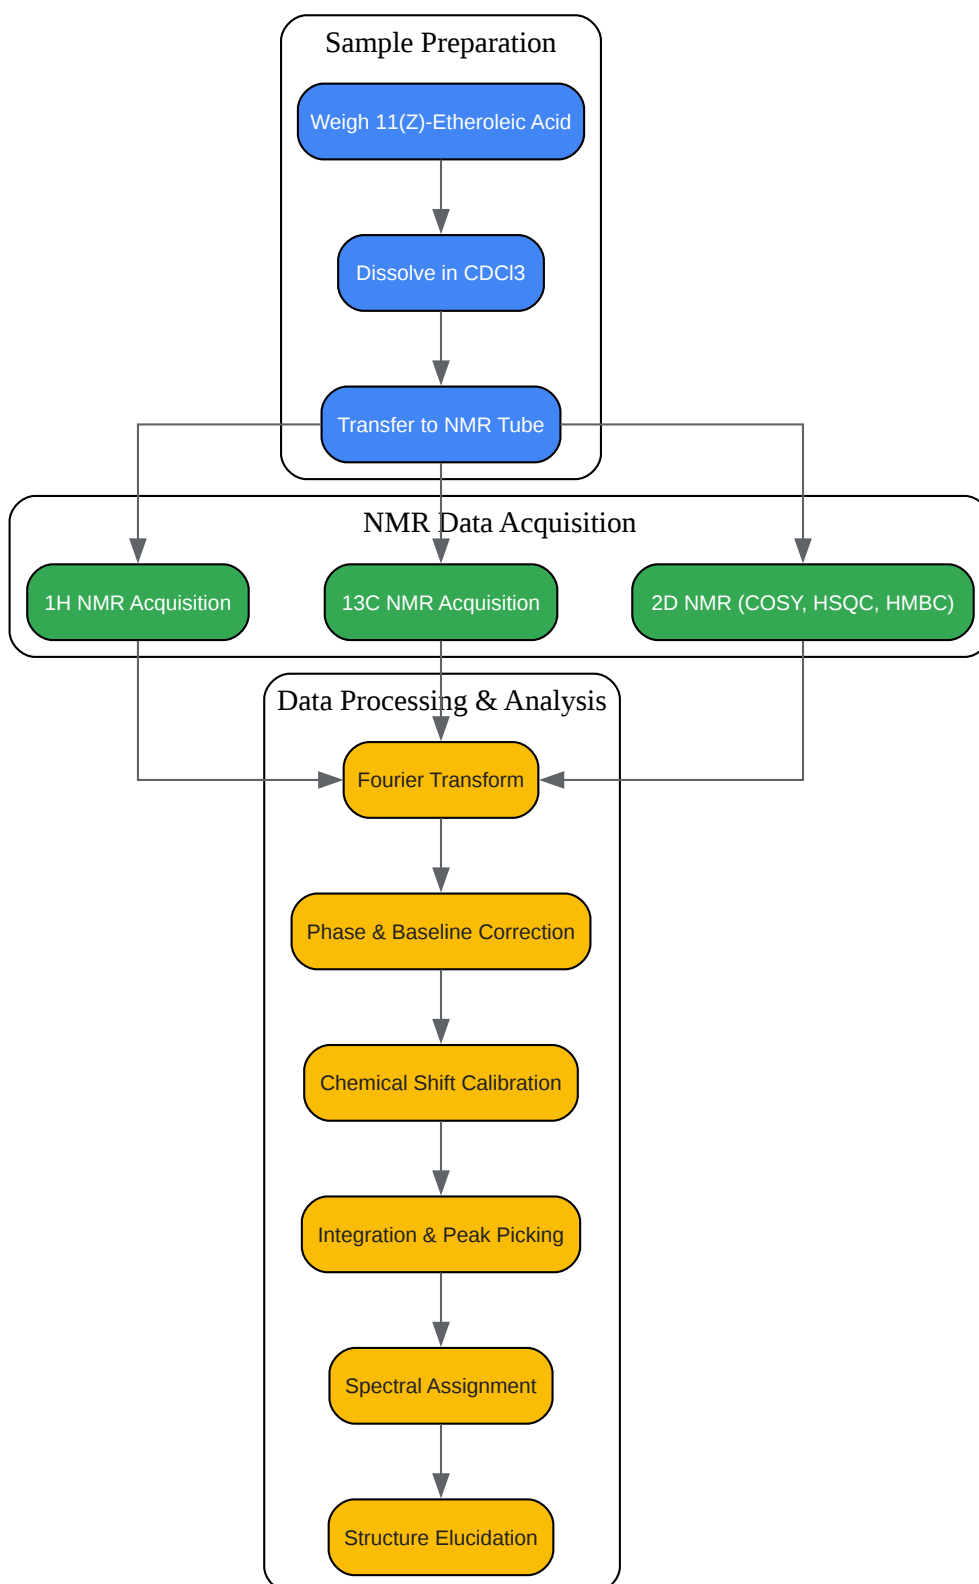 Sample Preparation
Weigh 11(Z)-Etheroleic Acid
Dissolve in CDCl3
Transfer to NMR Tube
NMR Data Acquisition
1H NMR Acquisition
13C NMR Acquisition
2D NMR (COSY, HSQC, HMBC)
Data Processing & Analysis
Fourier Transform
Phase & Baseline Correction
Chemical Shift Calibration
Integration & Peak Picking
Spectral Assignment
Structure Elucidation